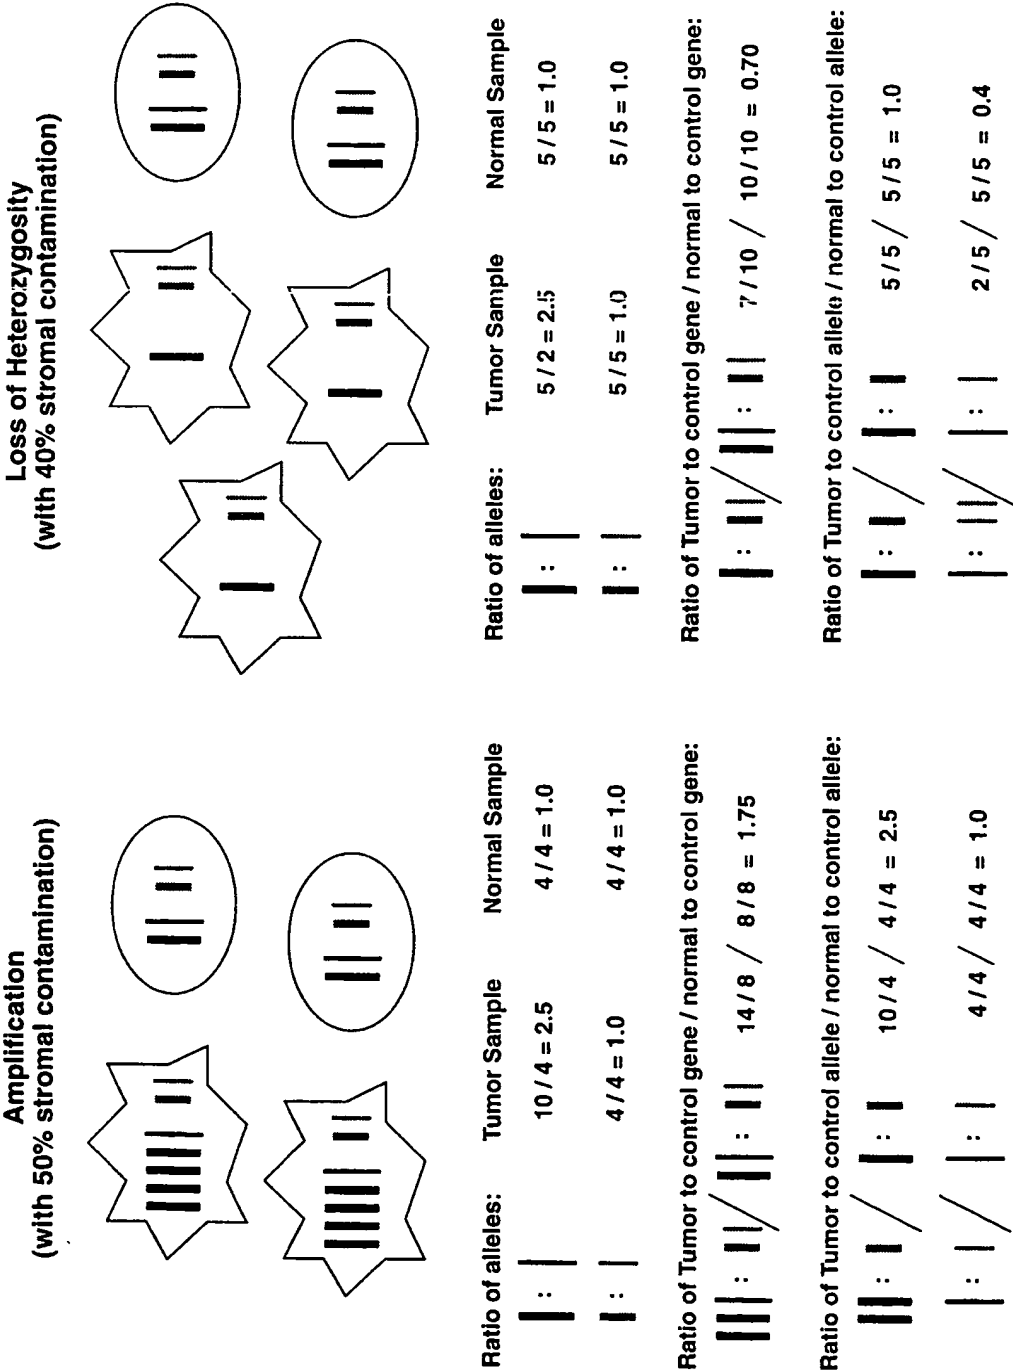 Amplification
(with 50% stromal contamination)
Ratio of alleles:
Tumor Sample
Normal Sample
:
10 / 4 = 2.5
4 / 4 = 1.0
:
4 / 4 = 1.0
4 / 4 = 1.0
Ratio of Tumor to control gene / normal to control gene:
: / : 14 / 8 / 8 / 8 = 1.75
Ratio of Tumor to control allele / normal to control allele:
: / : 10 / 4 / 4 / 4 = 2.5
: / : 4 / 4 / 4 / 4 = 1.0
Loss of Heterozygosity
(with 40% stromal contamination)
Ratio of alleles:
Tumor Sample
Normal Sample
:
5 / 2 = 2.5
5 / 5 = 1.0
:
5 / 5 = 1.0
5 / 5 = 1.0
Ratio of Tumor to control gene / normal to control gene:
: / : 7 / 10 / 10 / 10 = 0.70
Ratio of Tumor to control allele / normal to control allele:
: / : 5 / 5 / 5 / 5 = 1.0
: / : 2 / 5 / 5 / 5 = 0.4